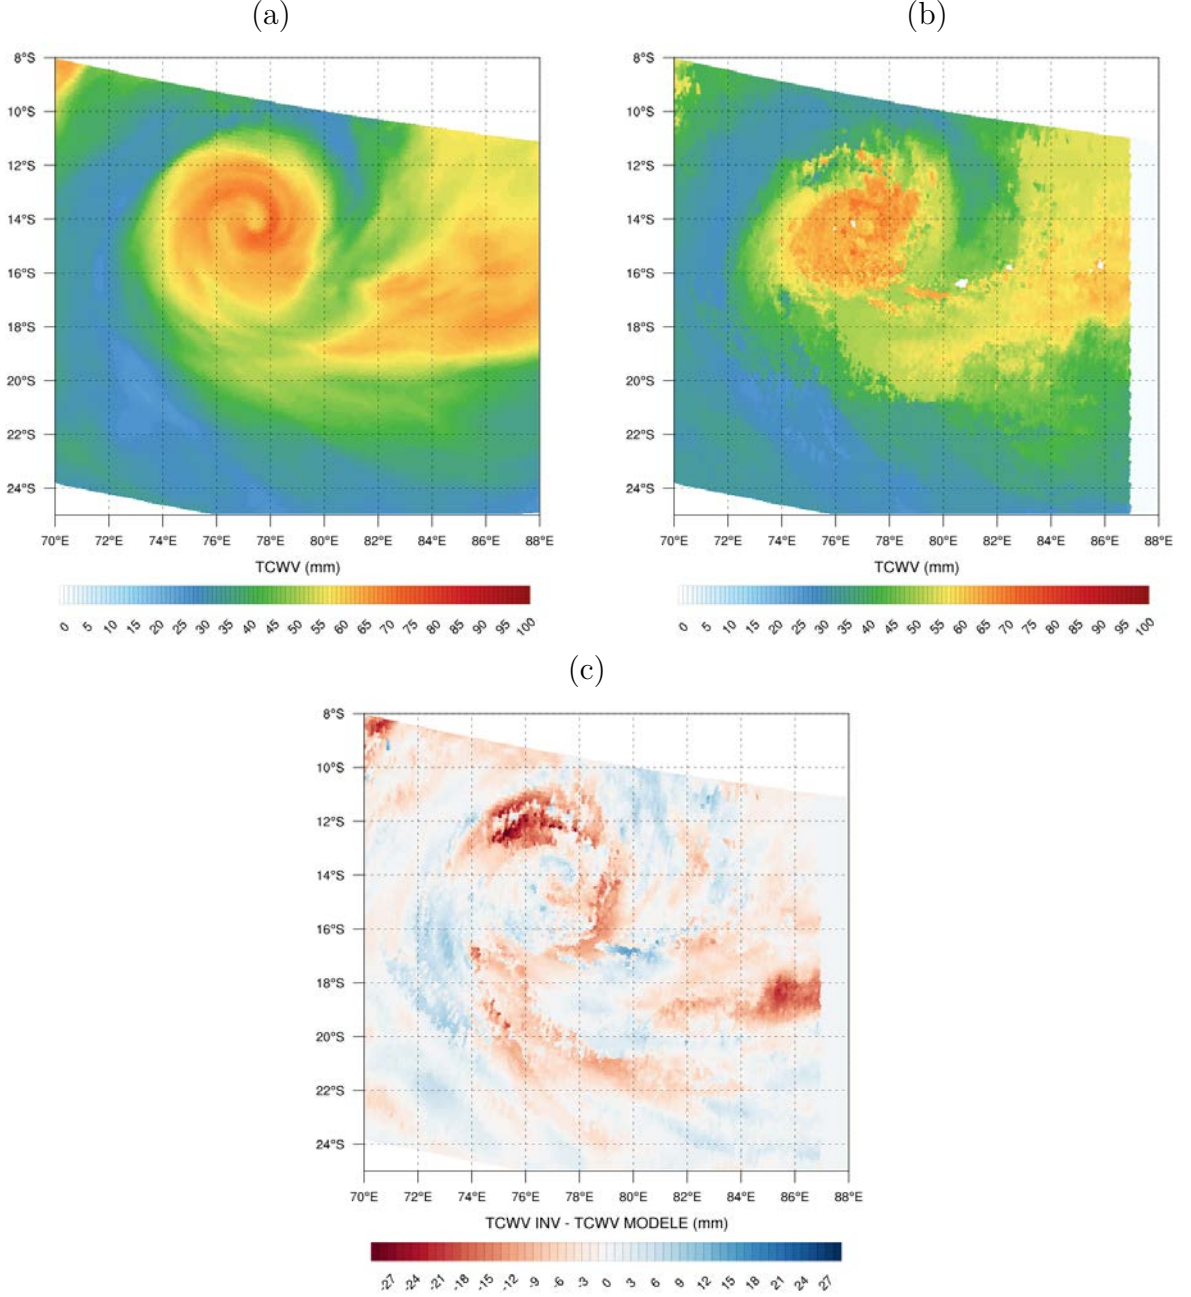 (a)
(b)
8°S
10°S
12°S
14°S
16°S
18°S
20°S
22°S
24°S
70°E 72°E 74°E 76°E 78°E 80°E 82°E 84°E 86°E 88°E
TCWV (mm)
0 5 10 15 20 25 30 35 40 45 50 55 60 65 70 75 80 85 90 95 100
8°S
10°S
12°S
14°S
16°S
18°S
20°S
22°S
24°S
70°E 72°E 74°E 76°E 78°E 80°E 82°E 84°E 86°E 88°E
TCWV (mm)
0 5 10 15 20 25 30 35 40 45 50 55 60 65 70 75 80 85 90 95 100
(c)
8°S
10°S
12°S
14°S
16°S
18°S
20°S
22°S
24°S
70°E 72°E 74°E 76°E 78°E 80°E 82°E 84°E 86°E 88°E
TCWV INV - TCWV MODELE (mm)
-27 -24 -21 -18 -15 -12 -9 -6 -3 0 3 6 9 12 15 18 21 24 27